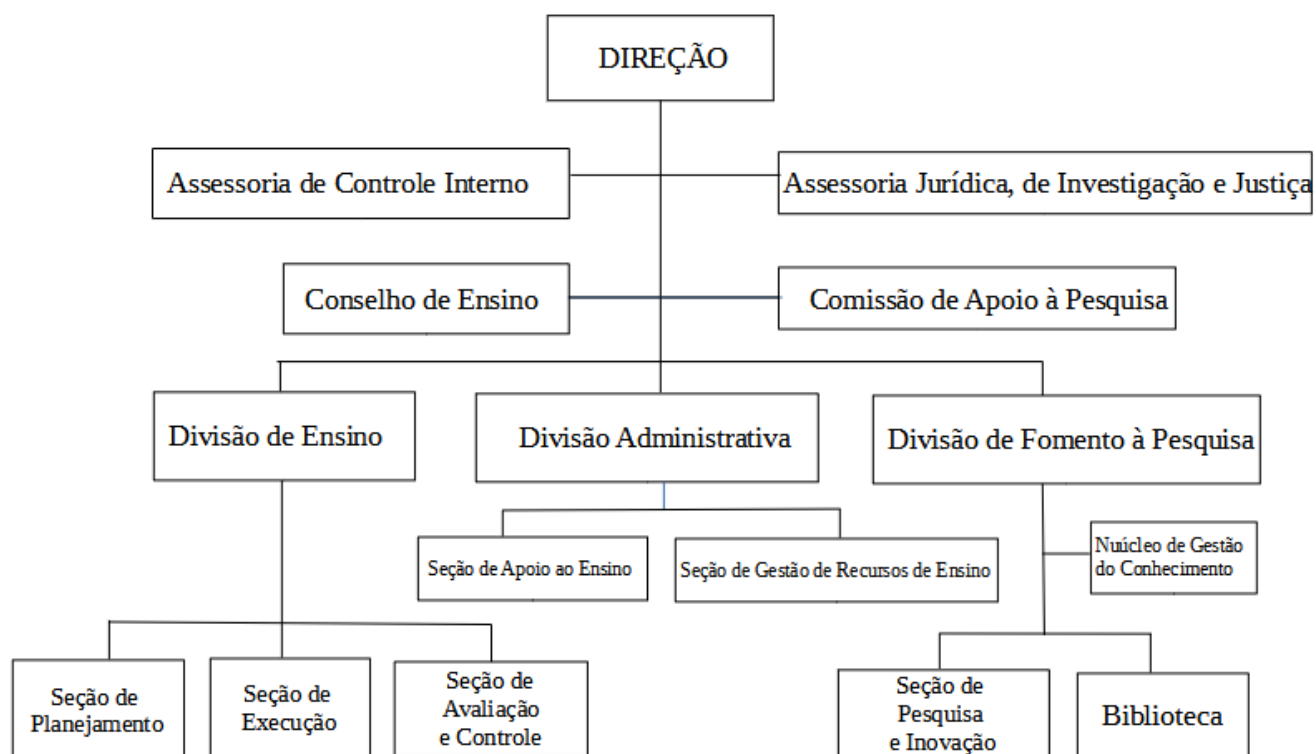 DIREÇÃO
Assessoria de Controle Interno
Assessoria Jurídica, de Investigação e Justiça
Conselho de Ensino
Comissão de Apoio à Pesquisa
Divisão de Ensino
Divisão Administrativa
Divisão de Fomento à Pesquisa
Seção de Apoio ao Ensino
Seção de Gestão de Recursos de Ensino
Nuúcleo de Gestão
do Conhecimento
Seção de
Planejamento
Seção de
Execução
Seção de
Avaliação
e Controle
Seção de
Pesquisa
e Inovação
Biblioteca